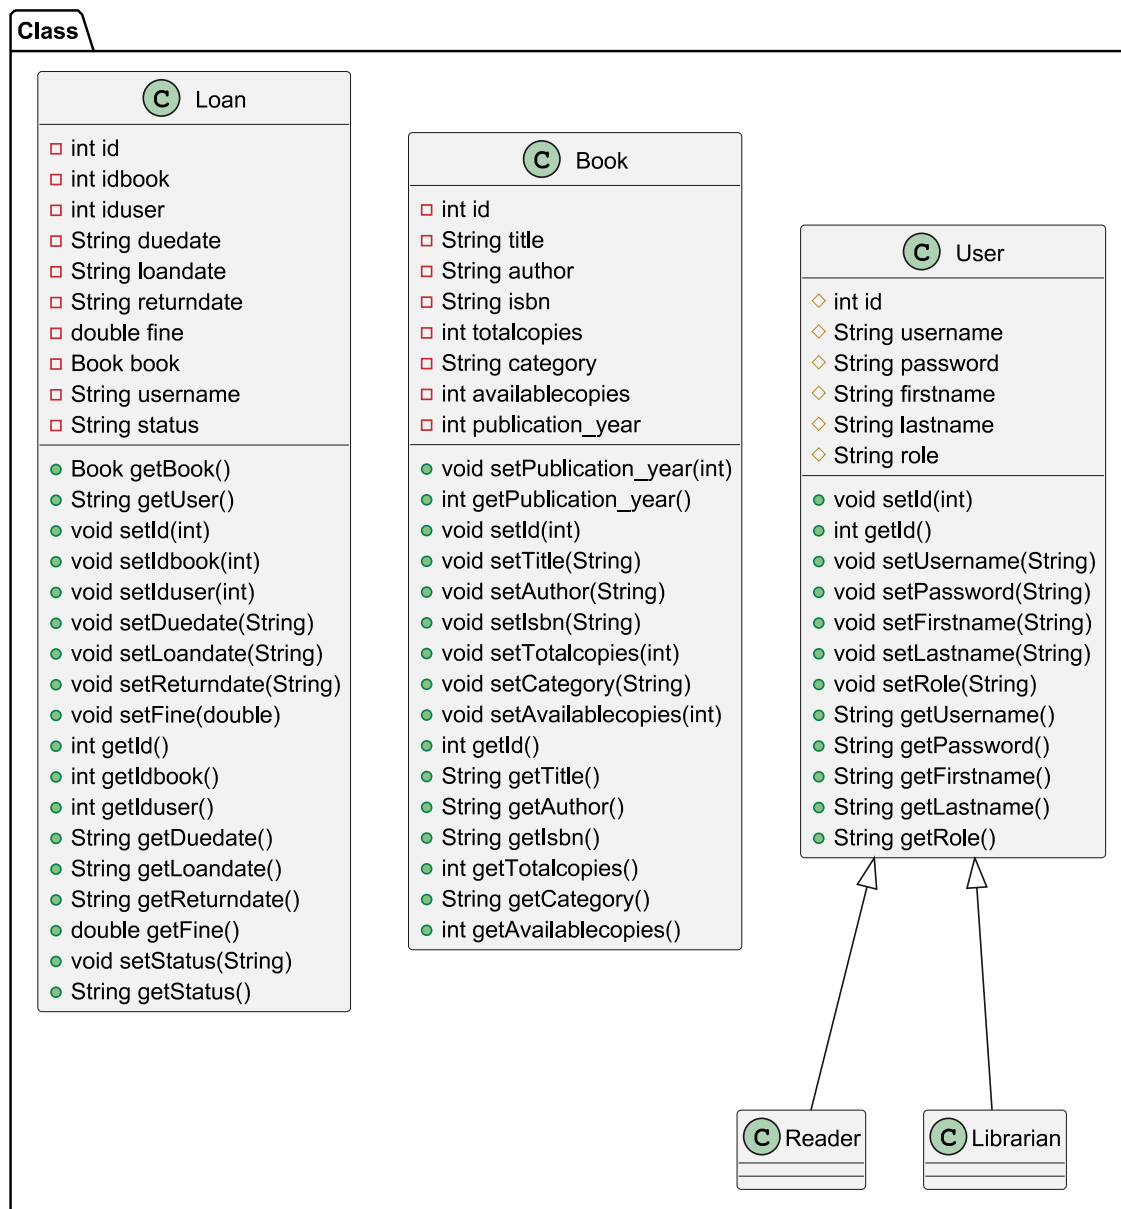 Class
C Loan
int id
int idbook
int iduser
String duedate
String loandate
String returndate
double fine
Book book
String username
String status
Book getBook()
String getUser()
void setId(int)
void setIdbook(int)
void setIduser(int)
void setDuedate(String)
void setLoandate(String)
void setReturndate(String)
void setFine(double)
int getId()
int getIdbook()
int getIduser()
String getDuedate()
String getLoandate()
String getReturndate()
double getFine()
void setStatus(String)
String getStatus()
C Book
int id
String title
String author
String isbn
int totalcopies
String category
int availablecopies
int publication_year
void setPublication_year(int)
int getPublication_year()
void setId(int)
void setTitle(String)
void setAuthor(String)
void setIsbn(String)
void setTotalcopies(int)
void setCategory(String)
void setAvailablecopies(int)
int getId()
String getTitle()
String getAuthor()
String getIsbn()
int getTotalcopies()
String getCategory()
int getAvailablecopies()
C User
int id
String username
String password
String firstname
String lastname
String role
void setId(int)
int getId()
void setUsername(String)
void setPassword(String)
void setFirstname(String)
void setLastname(String)
void setRole(String)
String getUsername()
String getPassword()
String getFirstname()
String getLastname()
String getRole()
C Reader
C Librarian